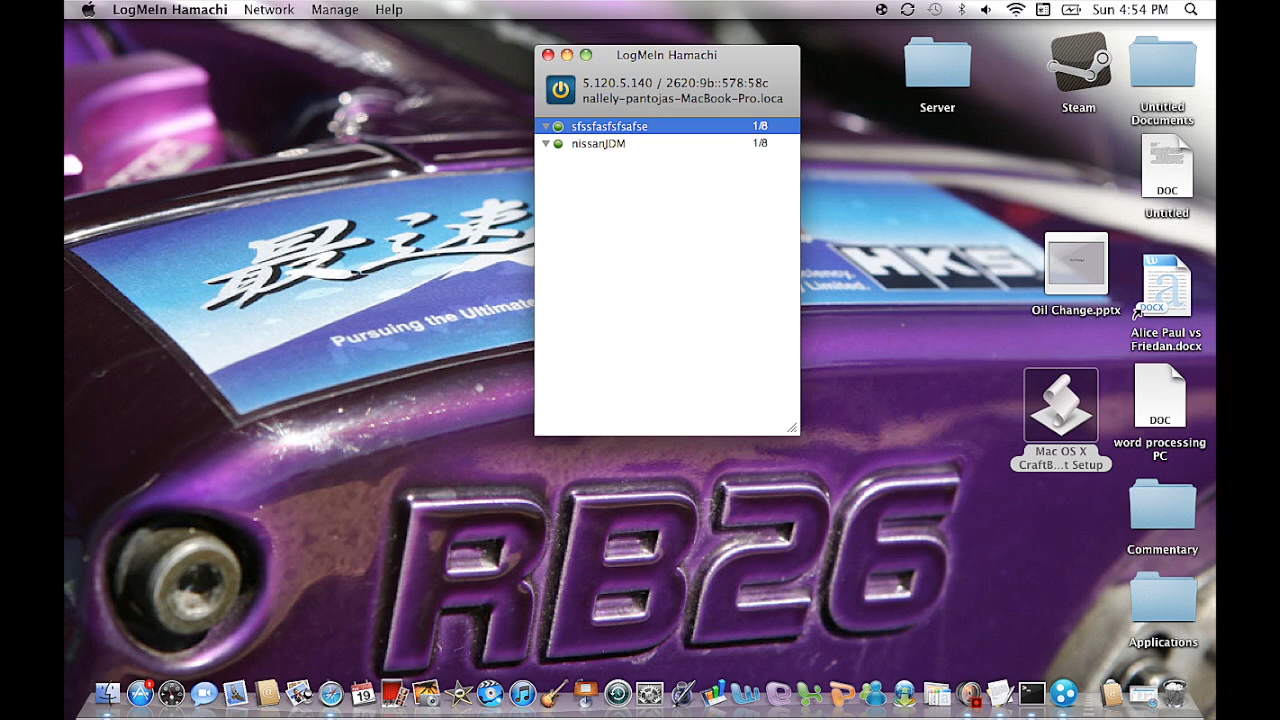 LogMeIn Hamachi Network Manage Help Sun 4:54 PM
LogMeIn Hamachi
5.120.5.140 / 2620:9b::578:58c
nallely-pantojas-MacBook-Pro.loca
sfssfasfsfsafse 1/8
nissanJDM 1/8
Server
Steam
Untitled
Documents
DOC
Untitled
Oil Change.pptx
DOCX
Alice Paul vs
Friedan.docx
Mac OS X
CraftB...t Setup
DOC
word processing
PC
Commentary
Applications
最速
Pursuing the Ultimate
HKS
Limited.
RB26
19